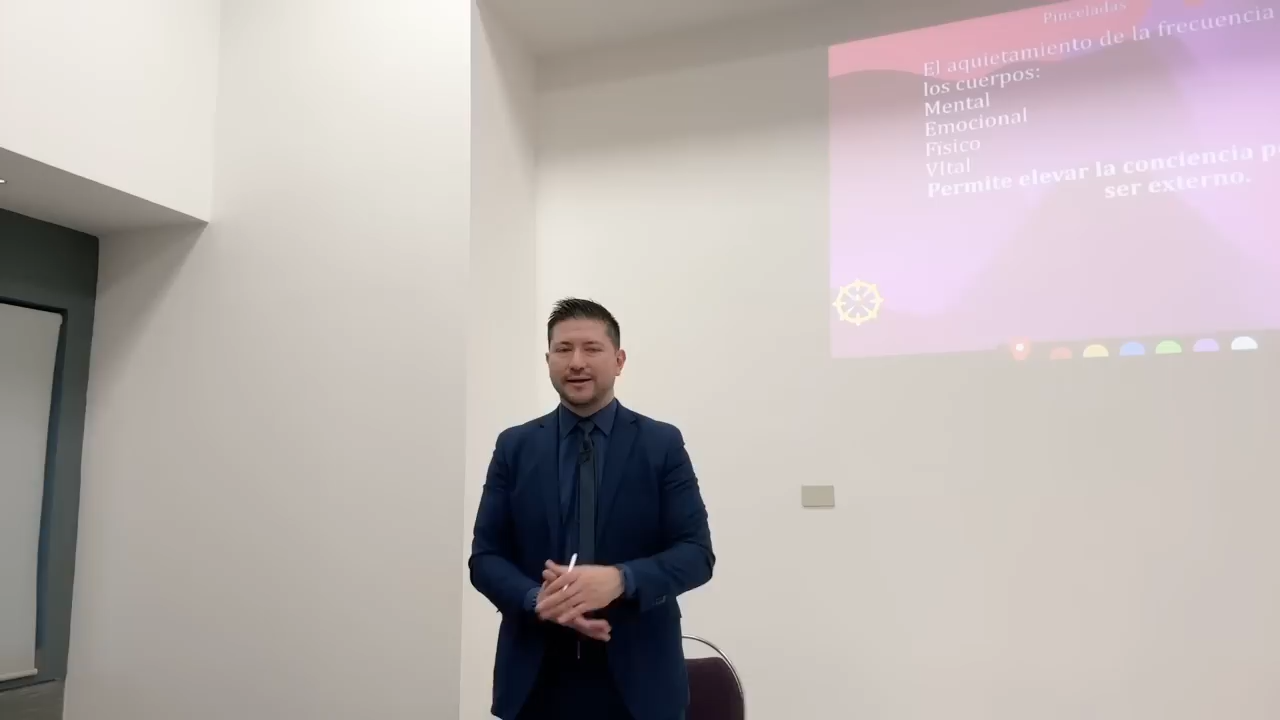 Pinceladas
El aquietamiento de la frecuencia
los cuerpos:
Mental
Emocional
Físico
VItal
Permite elevar la conciencia
ser externo.